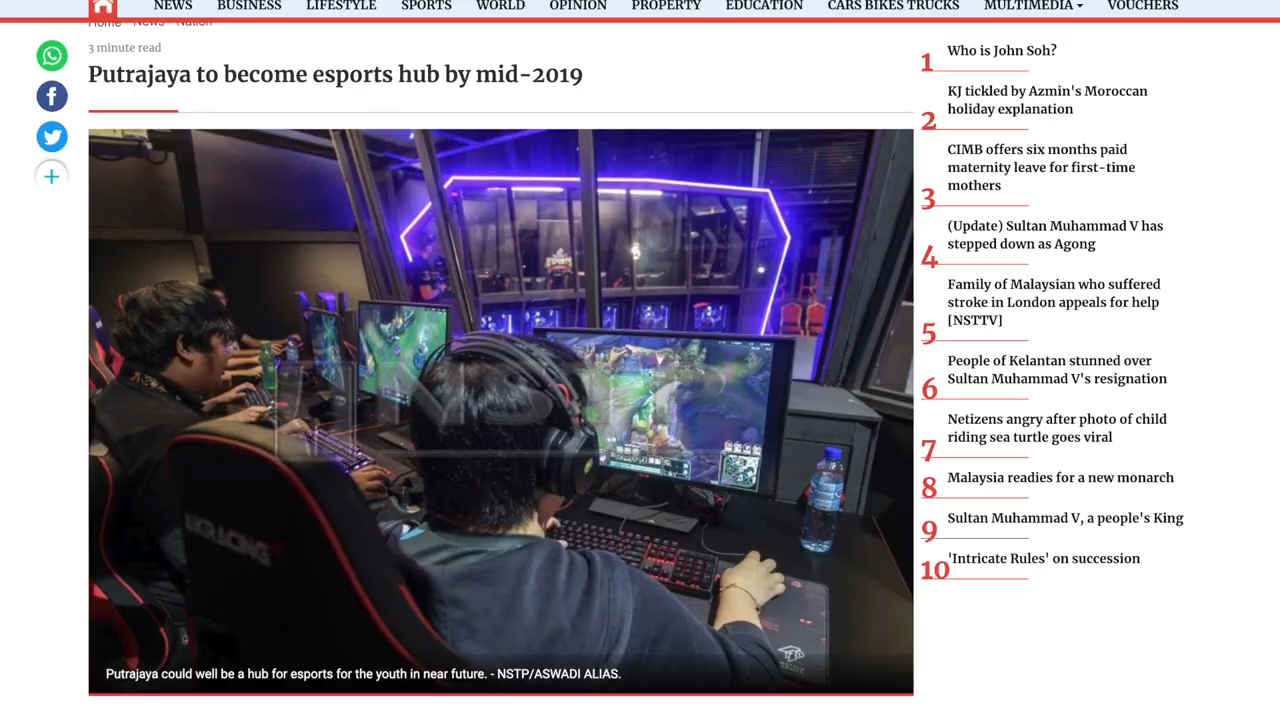 NEWS BUSINESS LIFESTYLE SPORTS WORLD OPINION PROPERTY EDUCATION CARS BIKES TRUCKS MULTIMEDIA VOUCHERS
Home News Nation
3 minute read
Putrajaya to become esports hub by mid-2019
NSTP
AKRACING
Putrajaya could well be a hub for esports for the youth in near future. - NSTP/ASWADI ALIAS.
1 Who is John Soh?
2 KJ tickled by Azmin's Moroccan
holiday explanation
3 CIMB offers six months paid
maternity leave for first-time
mothers
4 (Update) Sultan Muhammad V has
stepped down as Agong
5 Family of Malaysian who suffered
stroke in London appeals for help
[NSTTV]
6 People of Kelantan stunned over
Sultan Muhammad V's resignation
7 Netizens angry after photo of child
riding sea turtle goes viral
8 Malaysia readies for a new monarch
9 Sultan Muhammad V, a people's King
10 'Intricate Rules' on succession